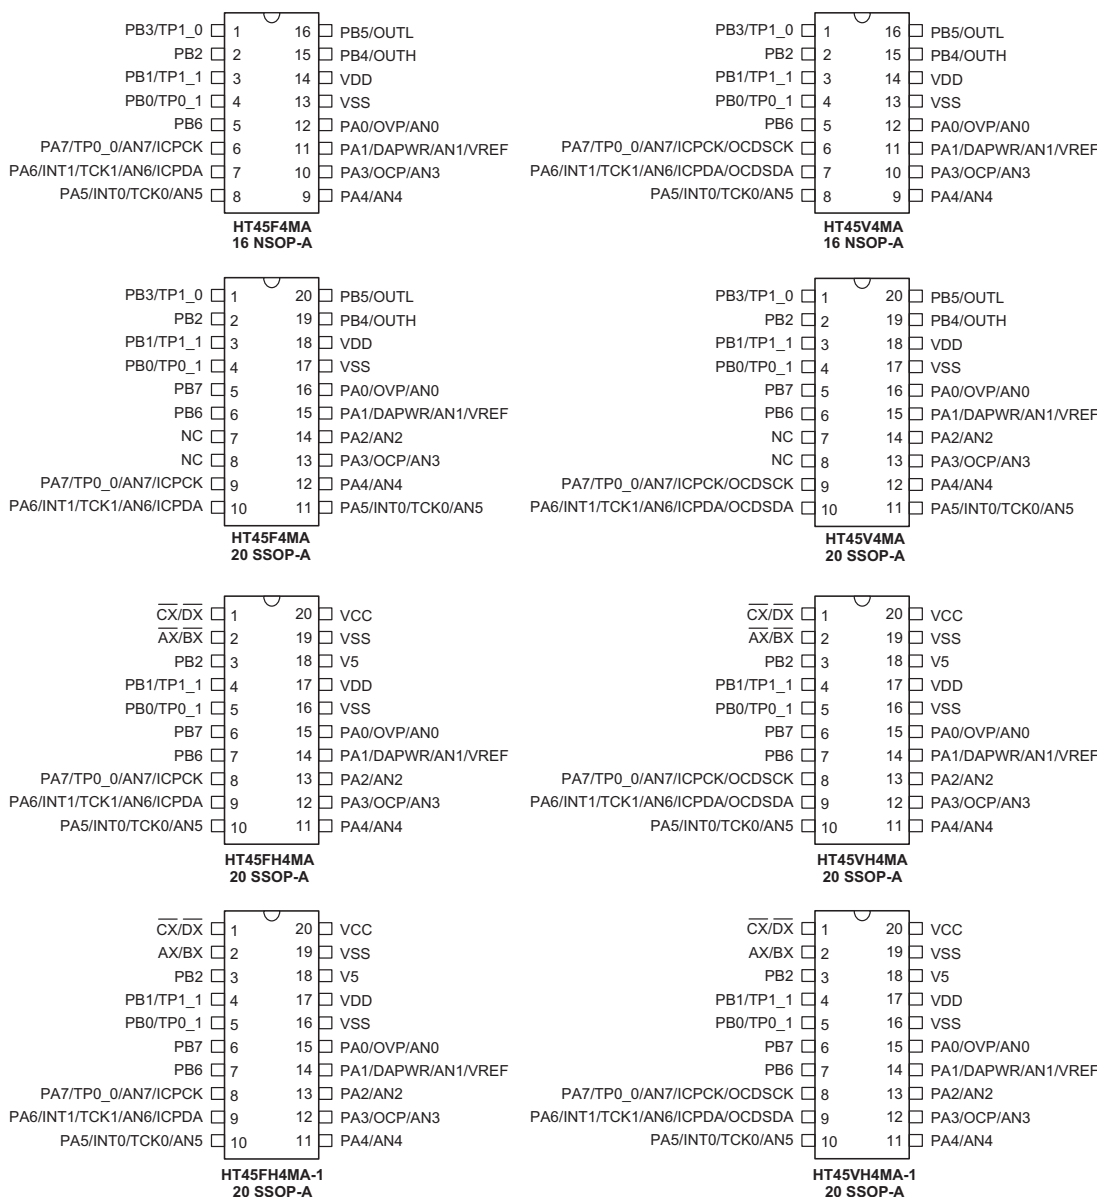 PB3/TP1_0 1 16 PB5/OUTL
PB2 2 15 PB4/OUTH
PB1/TP1_1 3 14 VDD
PB0/TP0_1 4 13 VSS
PB6 5 12 PA0/OVP/AN0
PA7/TP0_0/AN7/ICPCK 6 11 PA1/DAPWR/AN1/VREF
PA6/INT1/TCK1/AN6/ICPDA 7 10 PA3/OCP/AN3
PA5/INT0/TCK0/AN5 8 9 PA4/AN4
HT45F4MA
16 NSOP-A
PB3/TP1_0 1 16 PB5/OUTL
PB2 2 15 PB4/OUTH
PB1/TP1_1 3 14 VDD
PB0/TP0_1 4 13 VSS
PB6 5 12 PA0/OVP/AN0
PA7/TP0_0/AN7/ICPCK/OCDSCK 6 11 PA1/DAPWR/AN1/VREF
PA6/INT1/TCK1/AN6/ICPDA/OCDSDA 7 10 PA3/OCP/AN3
PA5/INT0/TCK0/AN5 8 9 PA4/AN4
HT45V4MA
16 NSOP-A
PB3/TP1_0 1 20 PB5/OUTL
PB2 2 19 PB4/OUTH
PB1/TP1_1 3 18 VDD
PB0/TP0_1 4 17 VSS
PB7 5 16 PA0/OVP/AN0
PB6 6 15 PA1/DAPWR/AN1/VREF
NC 7 14 PA2/AN2
NC 8 13 PA3/OCP/AN3
PA7/TP0_0/AN7/ICPCK 9 12 PA4/AN4
PA6/INT1/TCK1/AN6/ICPDA 10 11 PA5/INT0/TCK0/AN5
HT45F4MA
20 SSOP-A
PB3/TP1_0 1 20 PB5/OUTL
PB2 2 19 PB4/OUTH
PB1/TP1_1 3 18 VDD
PB0/TP0_1 4 17 VSS
PB7 5 16 PA0/OVP/AN0
PB6 6 15 PA1/DAPWR/AN1/VREF
NC 7 14 PA2/AN2
NC 8 13 PA3/OCP/AN3
PA7/TP0_0/AN7/ICPCK/OCDSCK 9 12 PA4/AN4
PA6/INT1/TCK1/AN6/ICPDA/OCDSDA 10 11 PA5/INT0/TCK0/AN5
HT45V4MA
20 SSOP-A
C̅X̅/D̅X̅ 1 20 VCC
A̅X̅/B̅X̅ 2 19 VSS
PB2 3 18 V5
PB1/TP1_1 4 17 VDD
PB0/TP0_1 5 16 VSS
PB7 6 15 PA0/OVP/AN0
PB6 7 14 PA1/DAPWR/AN1/VREF
PA7/TP0_0/AN7/ICPCK 8 13 PA2/AN2
PA6/INT1/TCK1/AN6/ICPDA 9 12 PA3/OCP/AN3
PA5/INT0/TCK0/AN5 10 11 PA4/AN4
HT45FH4MA
20 SSOP-A
C̅X̅/D̅X̅ 1 20 VCC
A̅X̅/B̅X̅ 2 19 VSS
PB2 3 18 V5
PB1/TP1_1 4 17 VDD
PB0/TP0_1 5 16 VSS
PB7 6 15 PA0/OVP/AN0
PB6 7 14 PA1/DAPWR/AN1/VREF
PA7/TP0_0/AN7/ICPCK/OCDSCK 8 13 PA2/AN2
PA6/INT1/TCK1/AN6/ICPDA/OCDSDA 9 12 PA3/OCP/AN3
PA5/INT0/TCK0/AN5 10 11 PA4/AN4
HT45VH4MA
20 SSOP-A
C̅X̅/D̅X̅ 1 20 VCC
AX/BX 2 19 VSS
PB2 3 18 V5
PB1/TP1_1 4 17 VDD
PB0/TP0_1 5 16 VSS
PB7 6 15 PA0/OVP/AN0
PB6 7 14 PA1/DAPWR/AN1/VREF
PA7/TP0_0/AN7/ICPCK 8 13 PA2/AN2
PA6/INT1/TCK1/AN6/ICPDA 9 12 PA3/OCP/AN3
PA5/INT0/TCK0/AN5 10 11 PA4/AN4
HT45FH4MA-1
20 SSOP-A
C̅X̅/D̅X̅ 1 20 VCC
AX/BX 2 19 VSS
PB2 3 18 V5
PB1/TP1_1 4 17 VDD
PB0/TP0_1 5 16 VSS
PB7 6 15 PA0/OVP/AN0
PB6 7 14 PA1/DAPWR/AN1/VREF
PA7/TP0_0/AN7/ICPCK/OCDSCK 8 13 PA2/AN2
PA6/INT1/TCK1/AN6/ICPDA/OCDSDA 9 12 PA3/OCP/AN3
PA5/INT0/TCK0/AN5 10 11 PA4/AN4
HT45VH4MA-1
20 SSOP-A